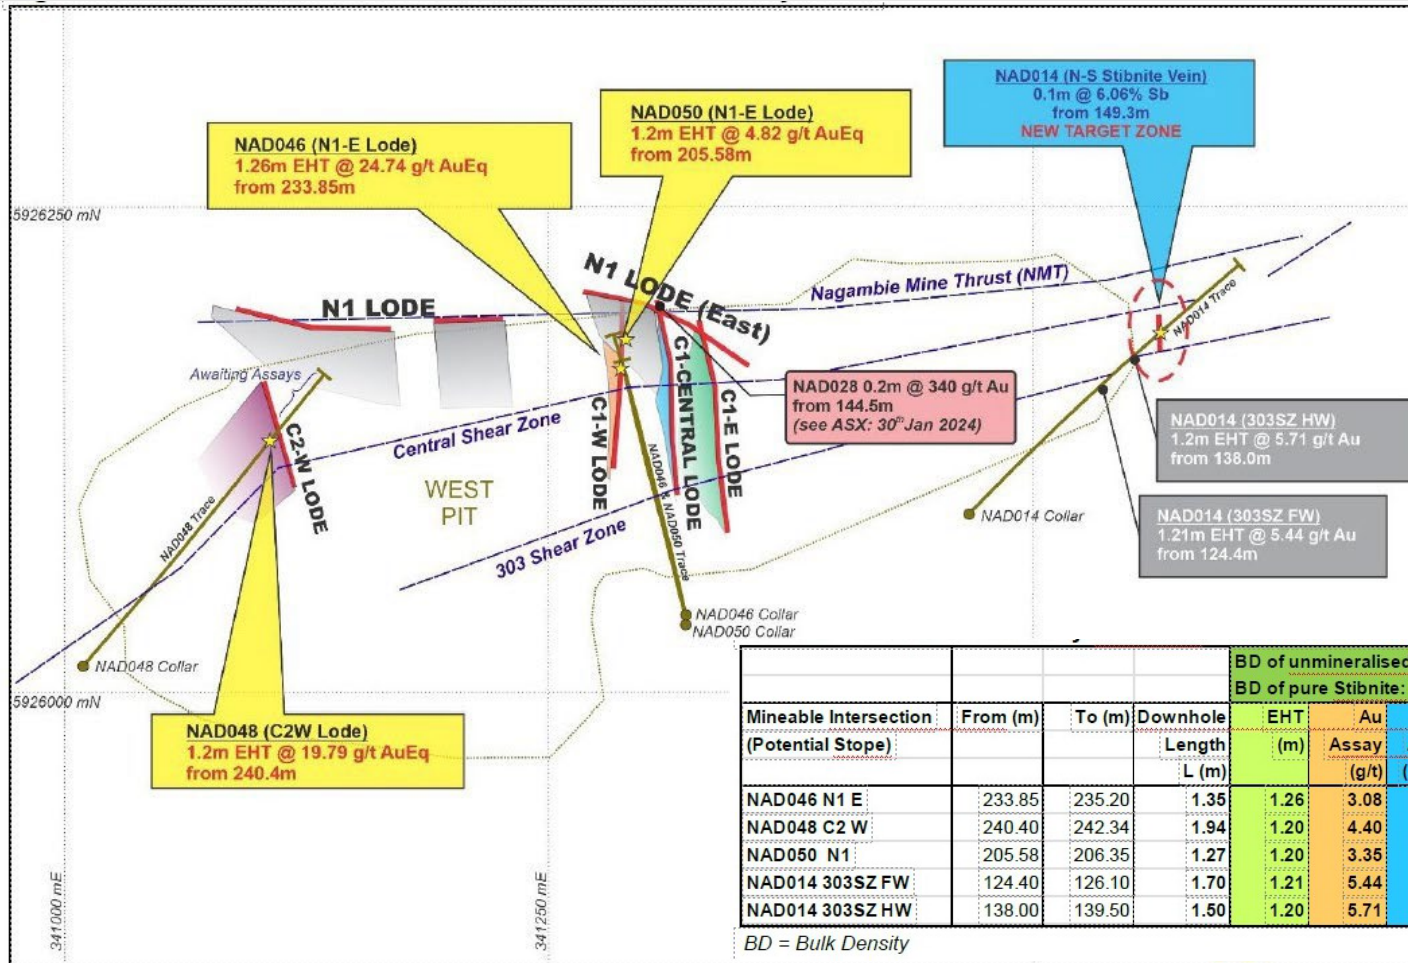 NAD014 (N-S Stibnite Vein)
0.1m @ 6.06% Sb
from 149.3m
NEW TARGET ZONE
NAD050 (N1-E Lode)
1.2m EHT @ 4.82 g/t AuEq
from 205.58m
NAD046 (N1-E Lode)
1.26m EHT @ 24.74 g/t AuEq
from 233.85m
5926250 mN
N1 LODE
N1 LODE (East)
Nagambie Mine Thrust (NMT)
NAD014 Trace
Awaiting Assays
C2-W LODE
C1-W LODE
C1-CENTRAL LODE
C1-E LODE
NAD028 0.2m @ 340 g/t Au
from 144.5m
(see ASX: 30th Jan 2024)
NAD014 (303SZ HW)
1.2m EHT @ 5.71 g/t Au
from 138.0m
Central Shear Zone
WEST
PIT
NAD048 Trace
NAD046 & NAD050 Trace
303 Shear Zone
NAD014 Collar
NAD014 (303SZ FW)
1.21m EHT @ 5.44 g/t Au
from 124.4m
NAD046 Collar
NAD050 Collar
NAD048 Collar
5926000 mN
NAD048 (C2W Lode)
1.2m EHT @ 19.79 g/t AuEq
from 240.4m
341000 mE
341250 mE
BD of unmineralised
BD of pure Stibnite:
Mineable Intersection From (m) To (m) Downhole EHT Au
(Potential Stope) Length (m) Assay
L (m) (g/t) (
NAD046 N1 E 233.85 235.20 1.35 1.26 3.08
NAD048 C2 W 240.40 242.34 1.94 1.20 4.40
NAD050 N1 205.58 206.35 1.27 1.20 3.35
NAD014 303SZ FW 124.40 126.10 1.70 1.21 5.44
NAD014 303SZ HW 138.00 139.50 1.50 1.20 5.71
BD = Bulk Density